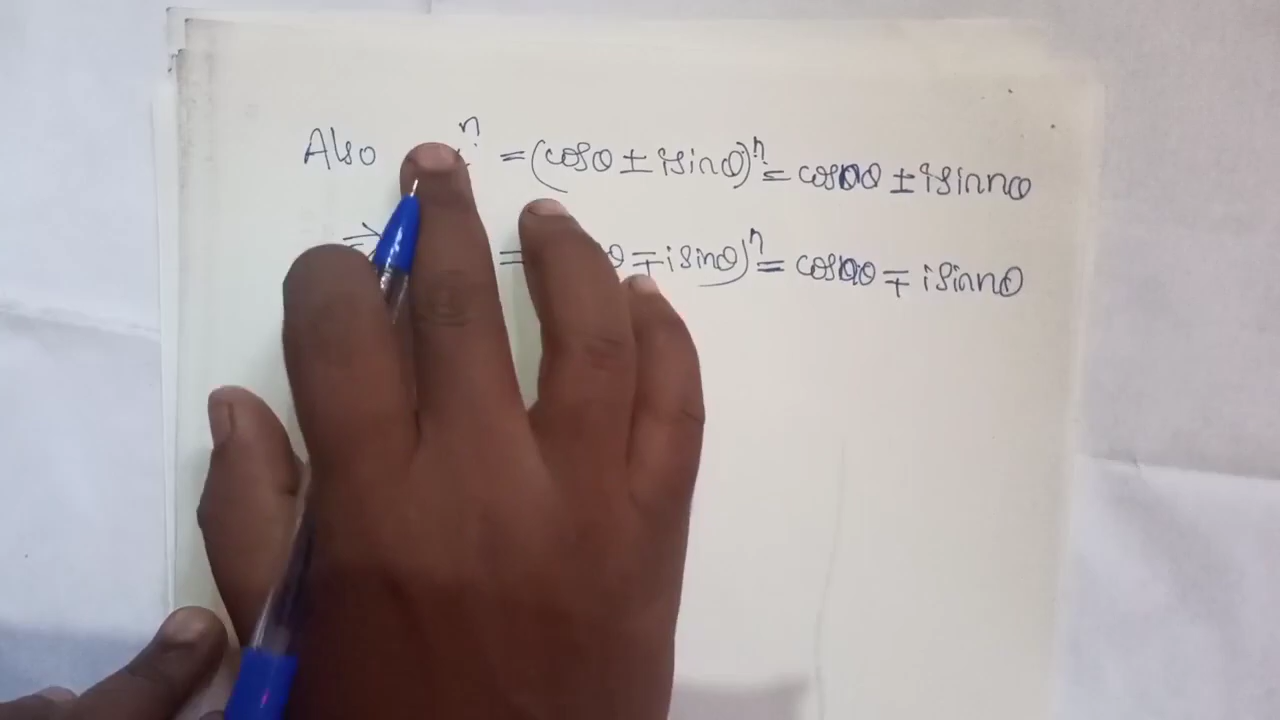 Also n = (cosθ ± isinθ)ⁿ = cosnθ ± isinnθ
⇒ = θ ∓ isinθ)ⁿ = cosnθ ∓ isinnθ